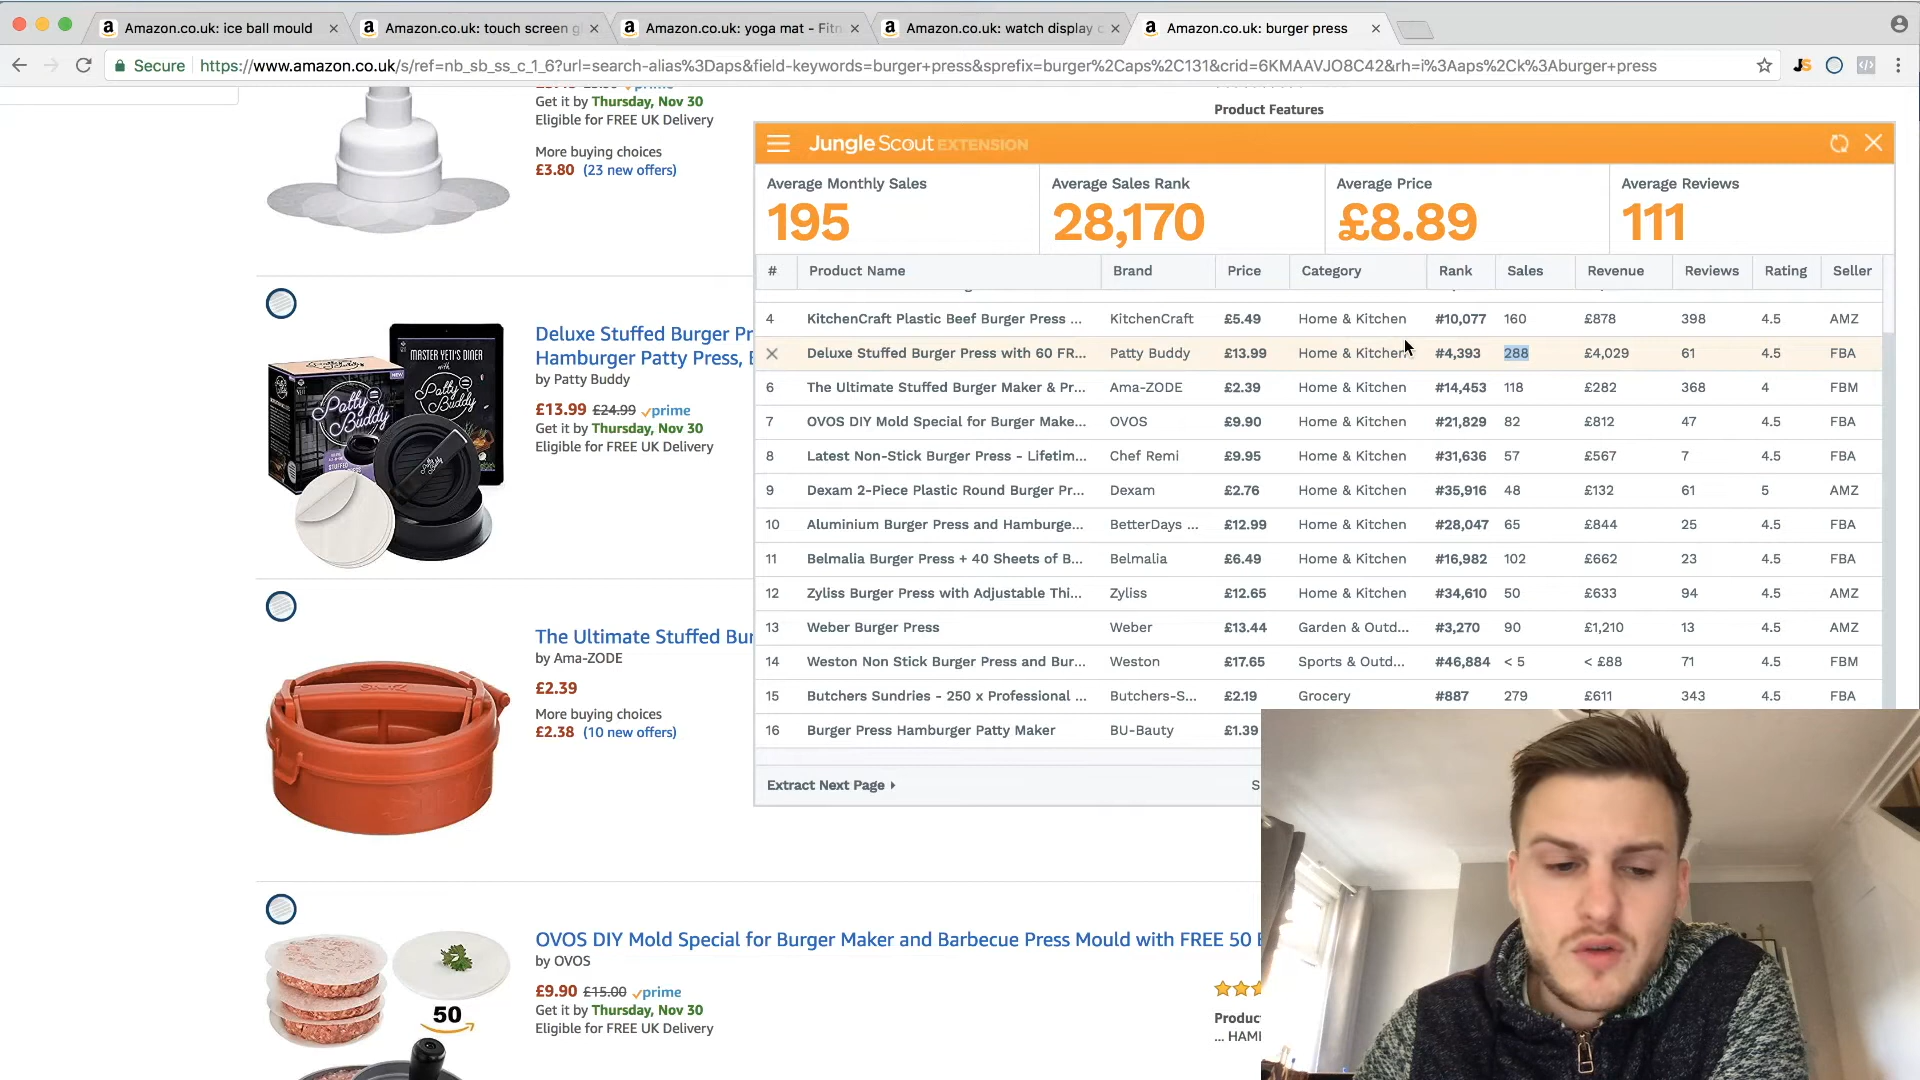 Amazon.co.uk: ice ball mould
Amazon.co.uk: touch screen g
Amazon.co.uk: yoga mat - Fitn
Amazon.co.uk: watch display c
Amazon.co.uk: burger press
Secure
https://www.amazon.co.uk/s/ref=nb_sb_ss_c_1_6?url=search-alias%3Daps&field-keywords=burger+press&sprefix=burger%2Caps%2C131&crid=6KMAAVJO8C42&rh=i%3Aaps%2Ck%3Aburger+press
Get it by Thursday, Nov 30
Eligible for FREE UK Delivery
More buying choices
£3.80 (23 new offers)
Product Features
Deluxe Stuffed Burger Pr
Hamburger Patty Press, B
by Patty Buddy
£13.99 £24.99 prime
Get it by Thursday, Nov 30
Eligible for FREE UK Delivery
MASTER YETI'S DINER
with
Patty Buddy
Patty Buddy
The Ultimate Stuffed Bur
by Ama-ZODE
£2.39
More buying choices
£2.38 (10 new offers)
OVOS DIY Mold Special for Burger Maker and Barbecue Press Mould with FREE 50 B
by OVOS
£9.90 £15.00 prime
Get it by Thursday, Nov 30
Eligible for FREE UK Delivery
50
Produc
... HAM
Jungle Scout EXTENSION
Average Monthly Sales
195
Average Sales Rank
28,170
Average Price
£8.89
Average Reviews
111
# Product Name Brand Price Category Rank Sales Revenue Reviews Rating Seller
4 KitchenCraft Plastic Beef Burger Press ... KitchenCraft £5.49 Home & Kitchen #10,077 160 £878 398 4.5 AMZ
Deluxe Stuffed Burger Press with 60 FR... Patty Buddy £13.99 Home & Kitchen #4,393 288 £4,029 61 4.5 FBA
6 The Ultimate Stuffed Burger Maker & Pr... Ama-ZODE £2.39 Home & Kitchen #14,453 118 £282 368 4 FBM
7 OVOS DIY Mold Special for Burger Make... OVOS £9.90 Home & Kitchen #21,829 82 £812 47 4.5 FBA
8 Latest Non-Stick Burger Press - Lifetim... Chef Remi £9.95 Home & Kitchen #31,636 57 £567 7 4.5 FBA
9 Dexam 2-Piece Plastic Round Burger Pr... Dexam £2.76 Home & Kitchen #35,916 48 £132 61 5 AMZ
10 Aluminium Burger Press and Hamburge... BetterDays ... £12.99 Home & Kitchen #28,047 65 £844 25 4.5 FBA
11 Belmalia Burger Press + 40 Sheets of B... Belmalia £6.49 Home & Kitchen #16,982 102 £662 23 4.5 FBA
12 Zyliss Burger Press with Adjustable Thi... Zyliss £12.65 Home & Kitchen #34,610 50 £633 94 4.5 AMZ
13 Weber Burger Press Weber £13.44 Garden & Outd... #3,270 90 £1,210 13 4.5 AMZ
14 Weston Non Stick Burger Press and Bur... Weston £17.65 Sports & Outd... #46,884 < 5 < £88 71 4.5 FBM
15 Butchers Sundries - 250 x Professional ... Butchers-S... £2.19 Grocery #887 279 £611 343 4.5 FBA
16 Burger Press Hamburger Patty Maker BU-Bauty £1.39
Extract Next Page
S